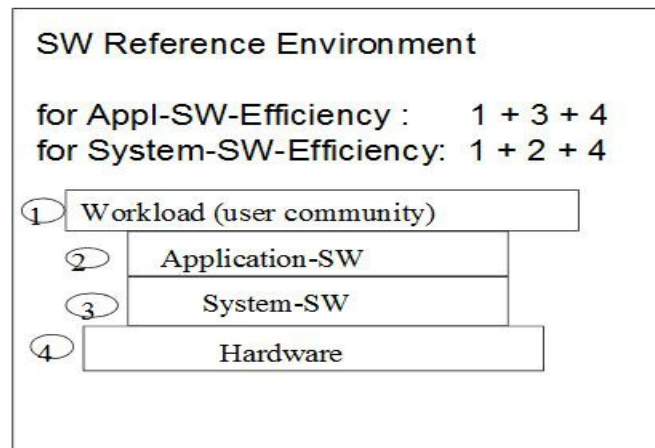 SW Reference Environment
for Appl-SW-Efficiency : 1 + 3 + 4
for System-SW-Efficiency: 1 + 2 + 4
1 Workload (user community)
2 Application-SW
3 System-SW
4 Hardware